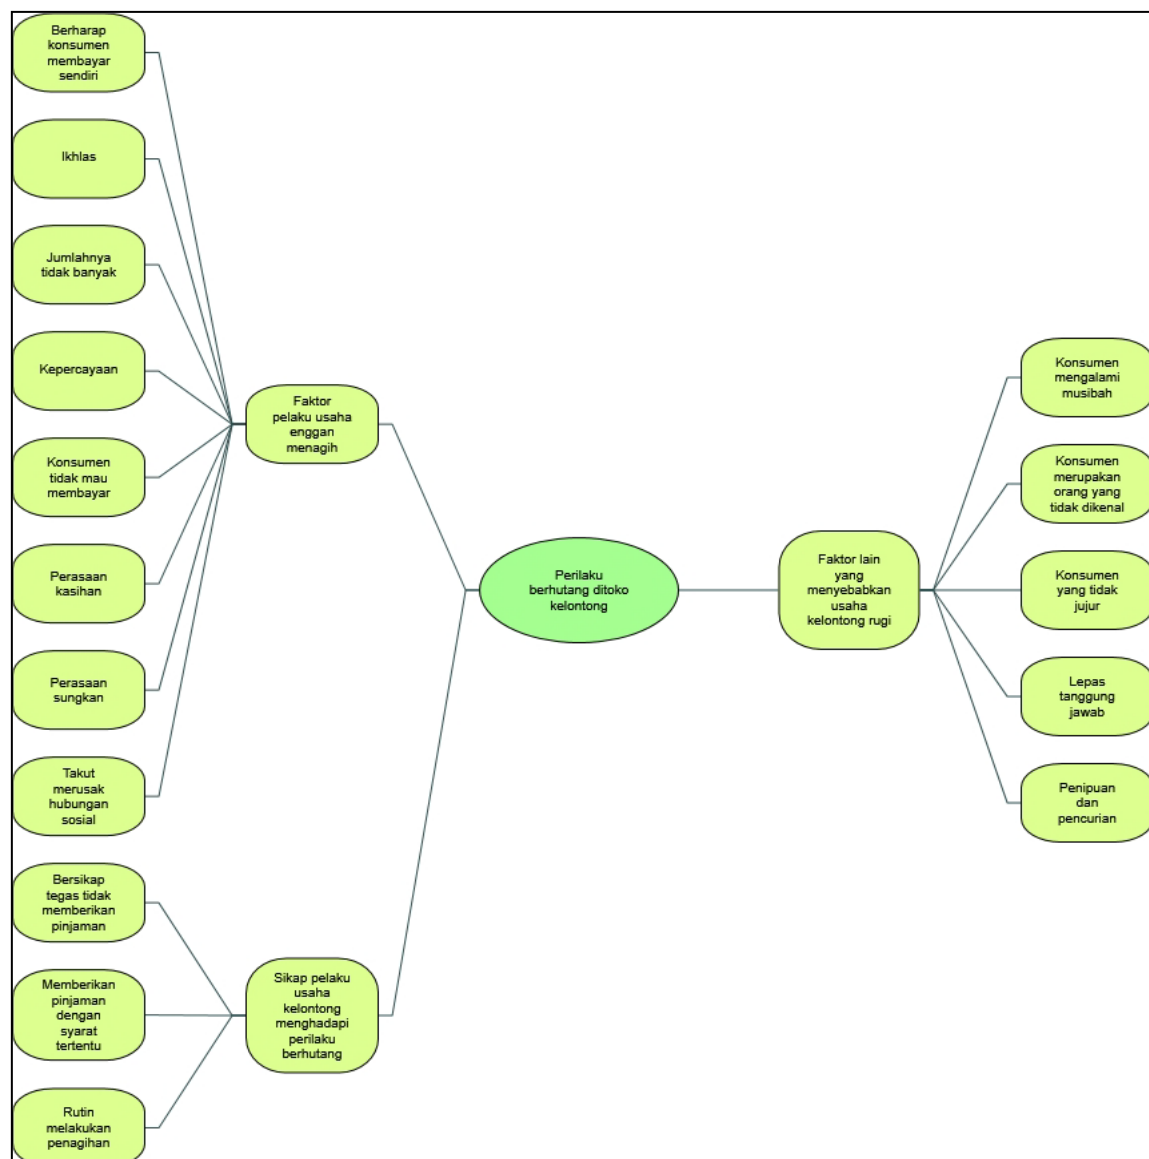 Berharap
konsumen
membayar
sendiri
Ikhlas
Jumlahnya
tidak banyak
Kepercayaan
Konsumen
tidak mau
membayar
Perasaan
kasihan
Perasaan
sungkan
Takut
merusak
hubungan
sosial
Bersikap
tegas tidak
memberikan
pinjaman
Memberikan
pinjaman
dengan
syarat
tertentu
Rutin
melakukan
penagihan
Faktor
pelaku usaha
enggan
menagih
Sikap pelaku
usaha
kelontong
menghadapi
perilaku
berhutang
Perilaku
berhutang ditoko
kelontong
Faktor lain
yang
menyebabkan
usaha
kelontong rugi
Konsumen
mengalami
musibah
Konsumen
merupakan
orang yang
tidak dikenal
Konsumen
yang tidak
jujur
Lepas
tanggung
jawab
Penipuan
dan
pencurian